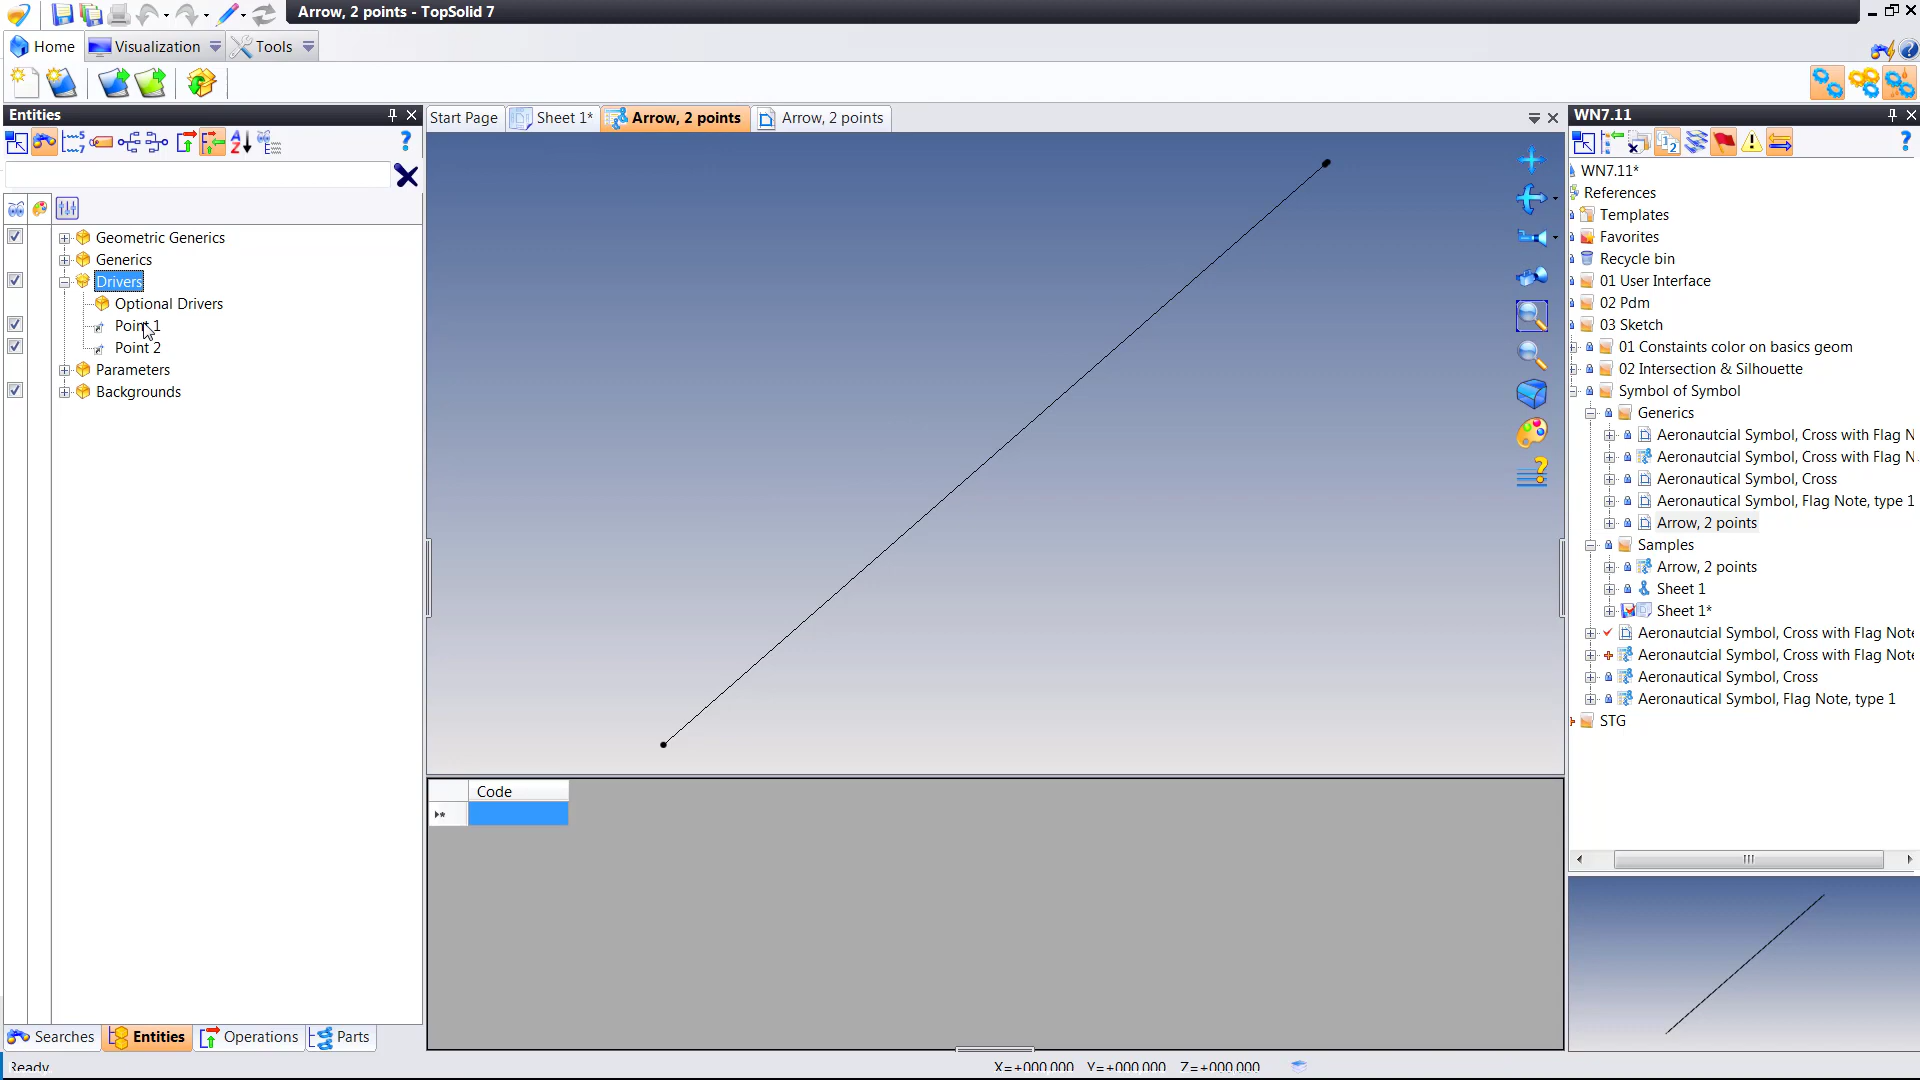 Arrow, 2 points - TopSolid 7
Home
Visualization
Tools
Entities
Geometric Generics
Generics
Drivers
Optional Drivers
Point 1
Point 2
Parameters
Backgrounds
Searches
Entities
Operations
Parts
Ready
Start Page
Sheet 1*
Arrow, 2 points
Arrow, 2 points
Code
X=+000,000 Y=+000,000 Z=+000,000
WN7.11
WN7.11*
References
Templates
Favorites
Recycle bin
01 User Interface
02 Pdm
03 Sketch
01 Constaints color on basics geom
02 Intersection & Silhouette
Symbol of Symbol
Generics
Aeronautcial Symbol, Cross with Flag N
Aeronautcial Symbol, Cross with Flag N
Aeronautical Symbol, Cross
Aeronautical Symbol, Flag Note, type 1
Arrow, 2 points
Samples
Arrow, 2 points
Sheet 1
Sheet 1*
Aeronautcial Symbol, Cross with Flag Note
Aeronautcial Symbol, Cross with Flag Note
Aeronautical Symbol, Cross
Aeronautical Symbol, Flag Note, type 1
STG